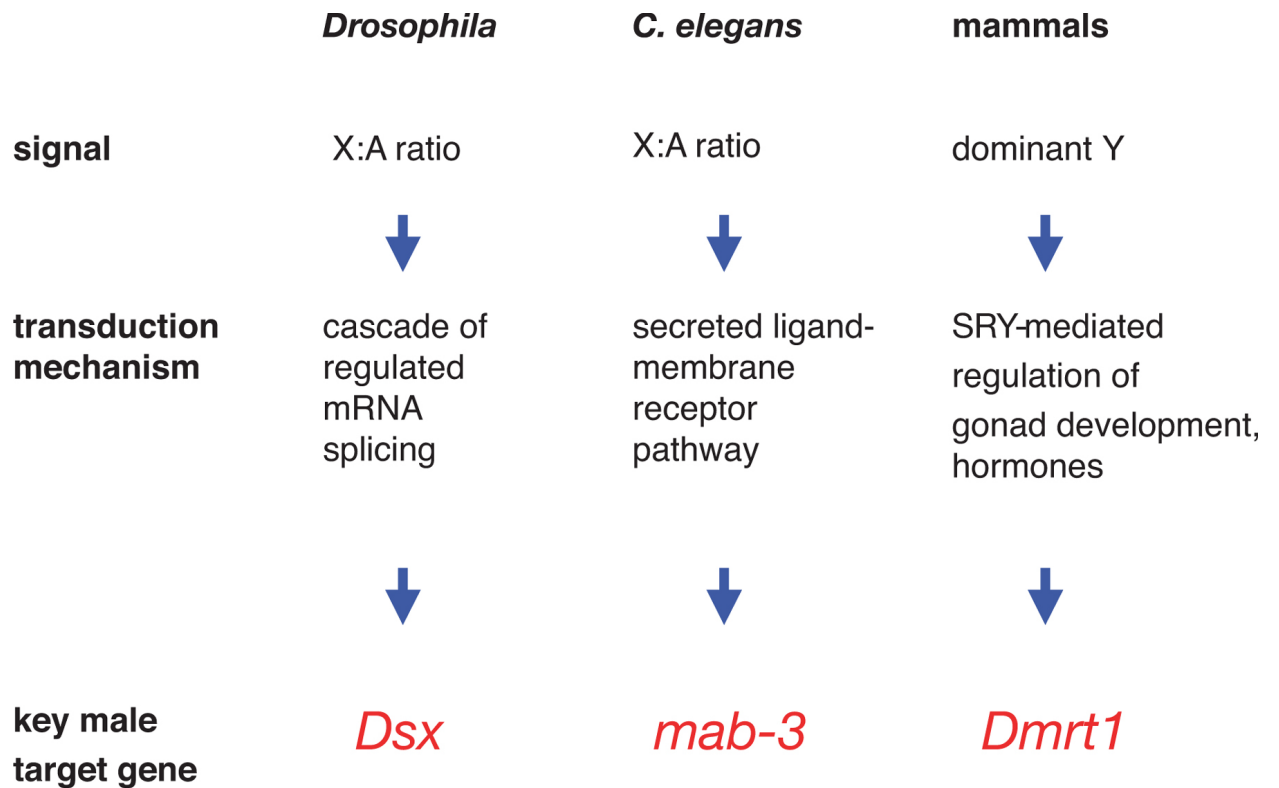 Drosophila C. elegans mammals
signal X:A ratio X:A ratio dominant Y
transduction mechanism
cascade of
regulated
mRNA
splicing
secreted ligand-
membrane
receptor
pathway
SRY-mediated
regulation of
gonad development,
hormones
key male
target gene
Dsx mab-3 Dmrt1